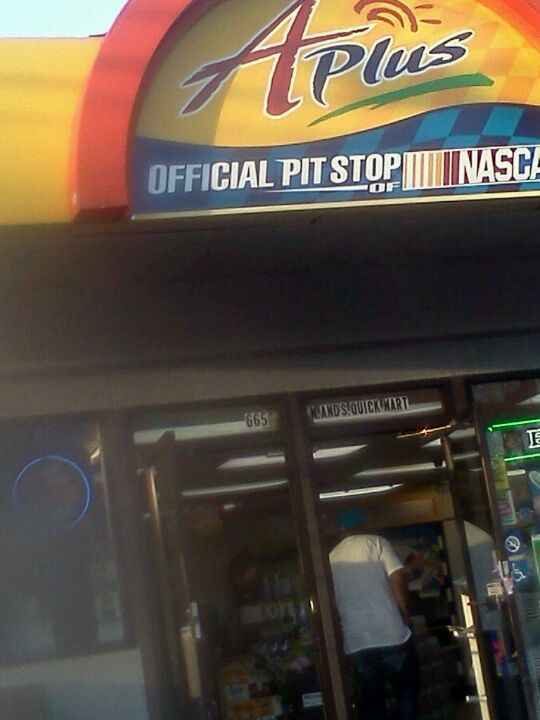 APlus
OFFICIAL PIT STOP OF NASCA
665
M.AND S. QUICK MART